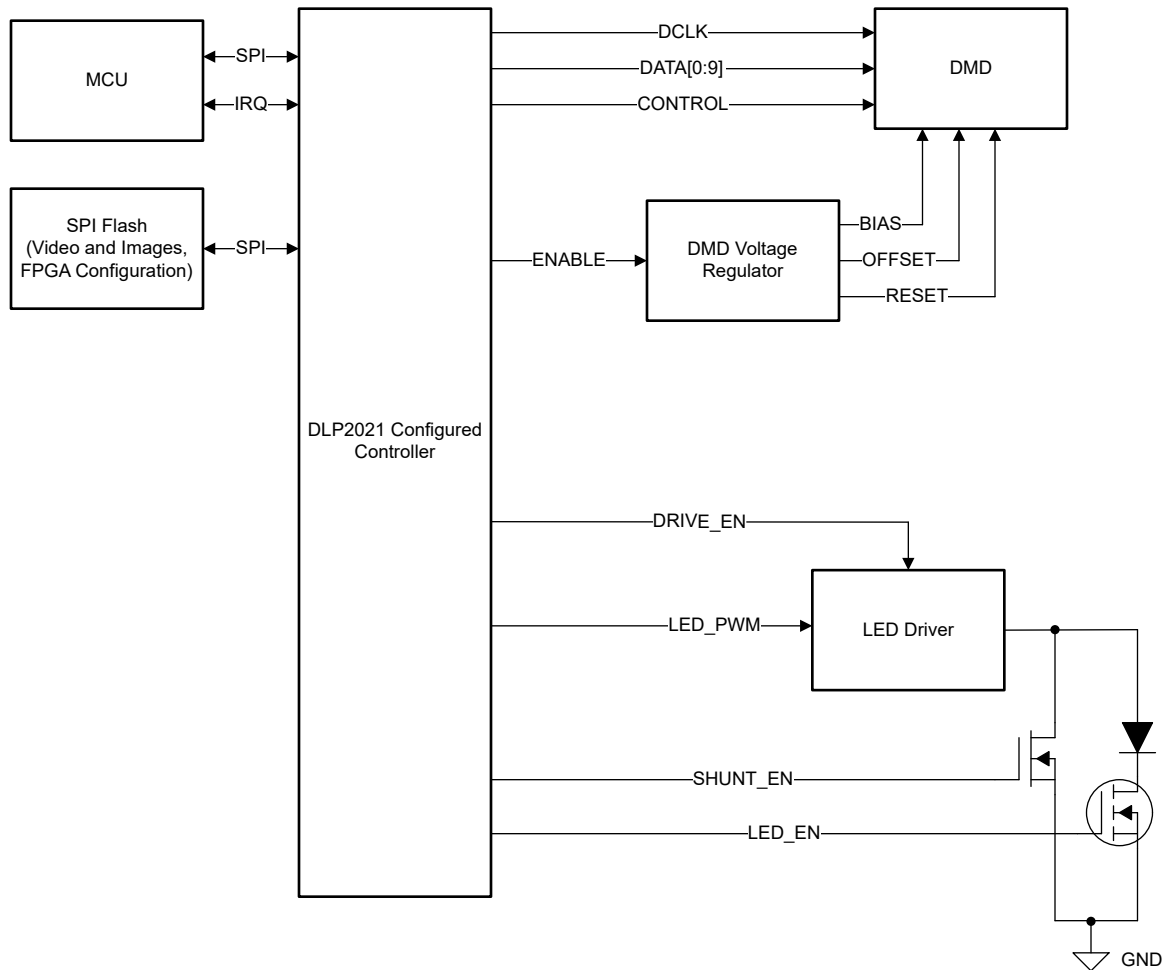 MCU
SPI
IRQ
SPI Flash
(Video and Images,
FPGA Configuration)
SPI
DLP2021 Configured
Controller
DCLK
DATA[0:9]
CONTROL
DMD
ENABLE
DMD Voltage
Regulator
BIAS
OFFSET
RESET
DRIVE_EN
LED_PWM
LED Driver
SHUNT_EN
LED_EN
GND